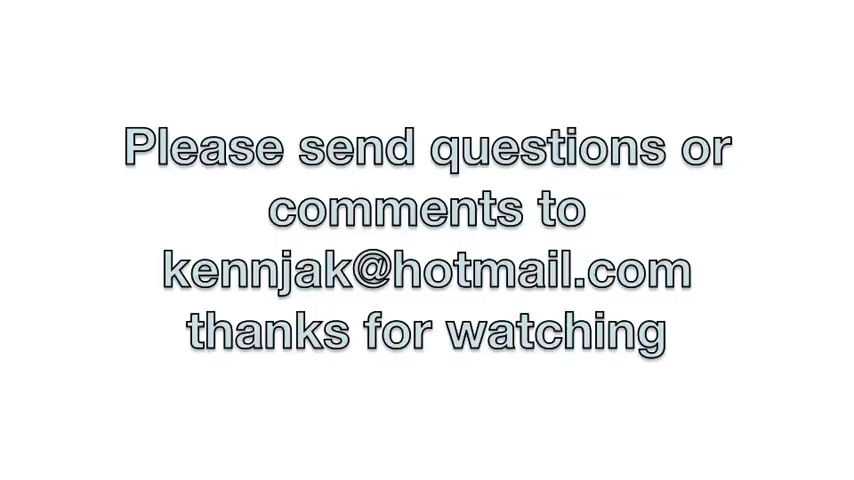 Please send questions or
comments to
kennjak@hotmail.com
thanks for watching